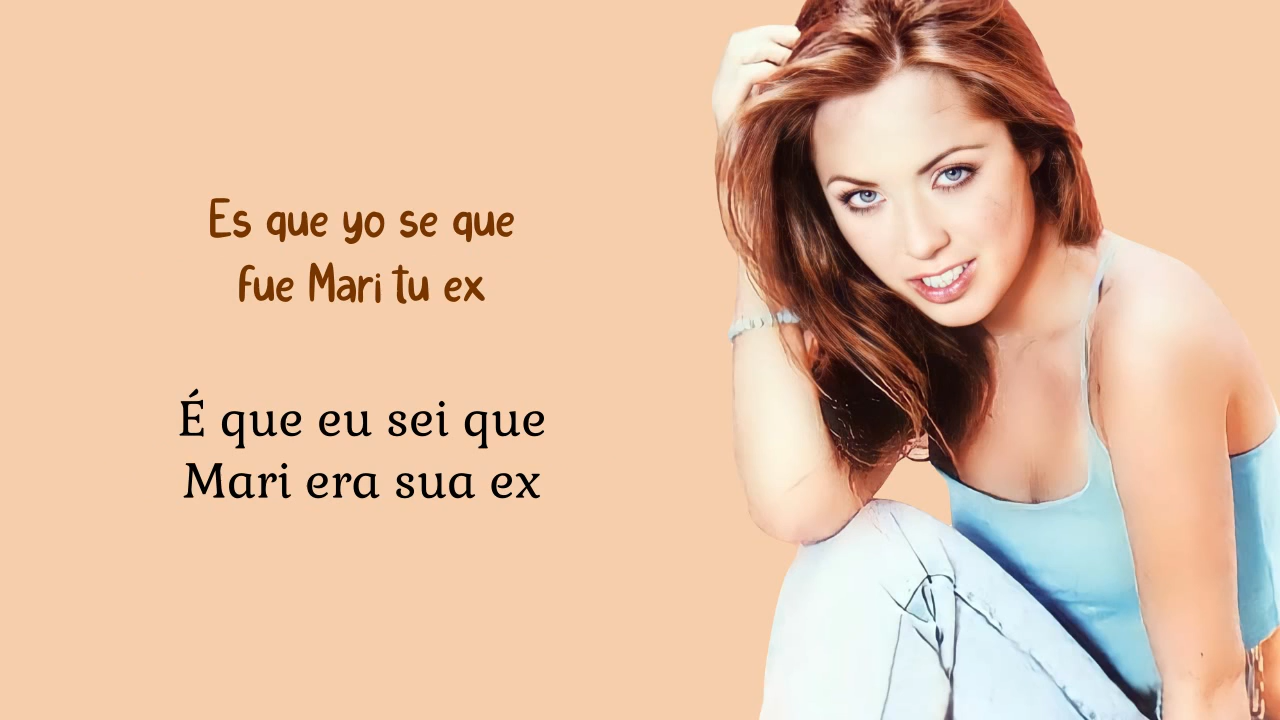 Es que yo se que
fue Mari tu ex
É que eu sei que
Mari era sua ex